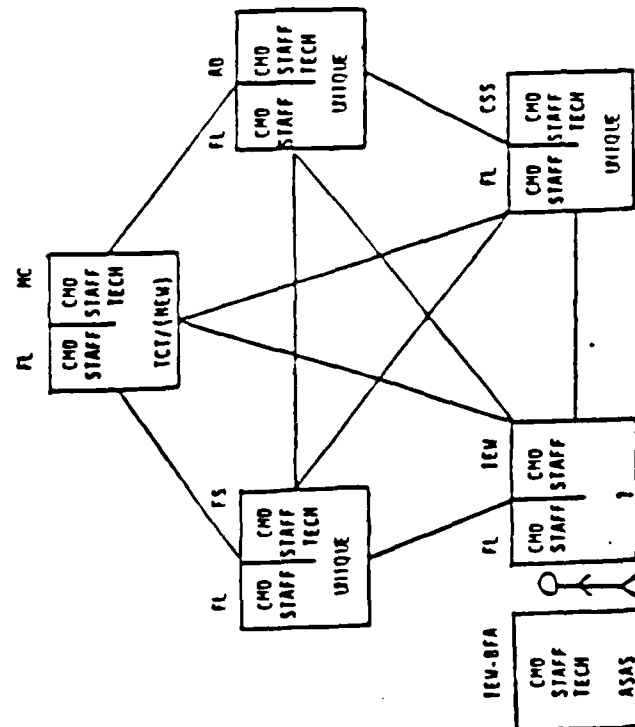 FL MC
CMD CMD
STAFF STAFF
TECH
TCT/(NEW)
FL FS
CMD CMD
STAFF STAFF
TECH
UNIQUE
FL AD
CMD CMD
STAFF STAFF
TECH
UNIQUE
IEW-BFA
CMD
STAFF
TECH
ASAS
FL IEW
CMD CMD
STAFF STAFF
?
FL CSS
CMD CMD
STAFF STAFF
TECH
UNIQUE